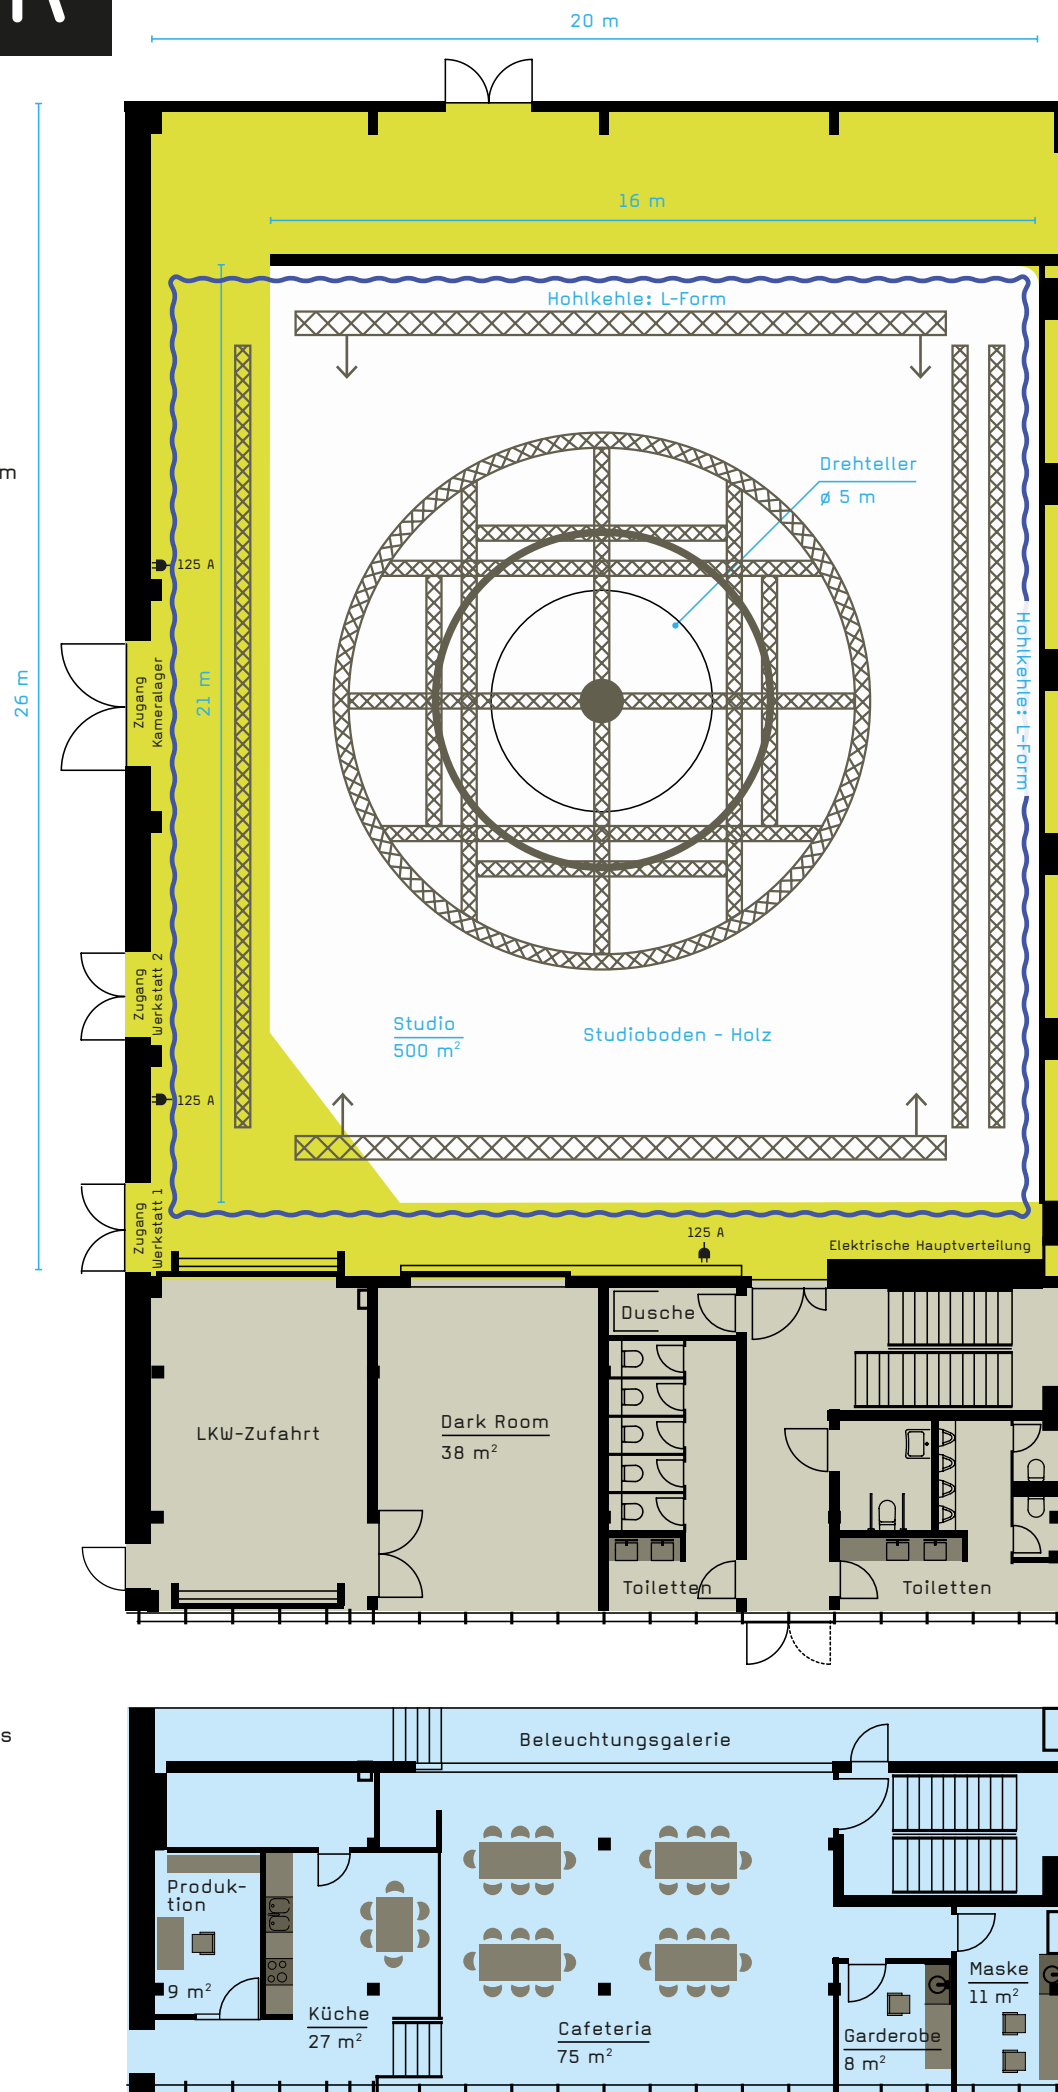 R
20 m
16 m
Hohlkehle: L-Form
Drehteller
ø 5 m
m
125 A
Hohlkehle: L-Form
26 m
21 m
Zugang
Kameralager
Zugang
Werkstatt 2
Studio
500 m²
Studioboden - Holz
125 A
Zugang
Werkstatt 1
125 A
Elektrische Hauptverteilung
Dusche
LKW-Zufahrt
Dark Room
38 m²
Toiletten
Toiletten
s
Beleuchtungsgalerie
Produk-
tion
9 m²
Küche
27 m²
Cafeteria
75 m²
Maske
11 m²
Garderobe
8 m²